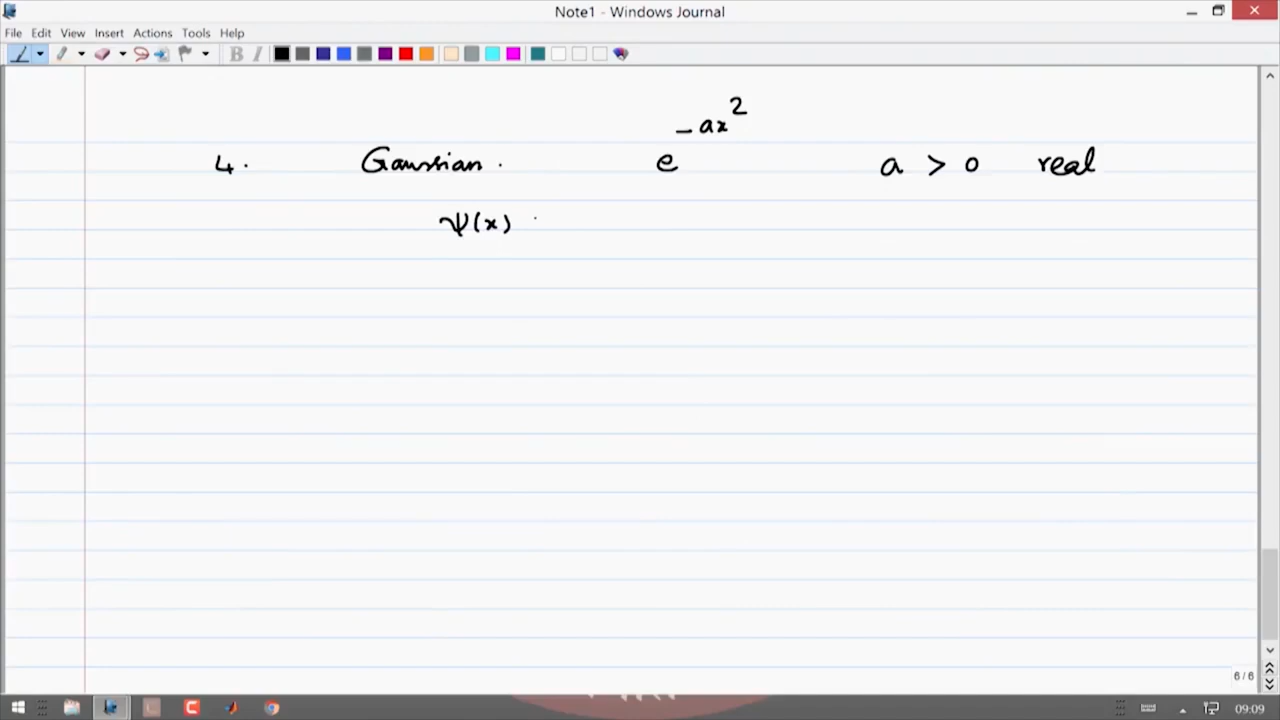 Note1 - Windows Journal
File Edit View Insert Actions Tools Help
B I
4. Gaussian. e^{-ax^2} a > 0 real
ψ(x)
6 / 6
09:09